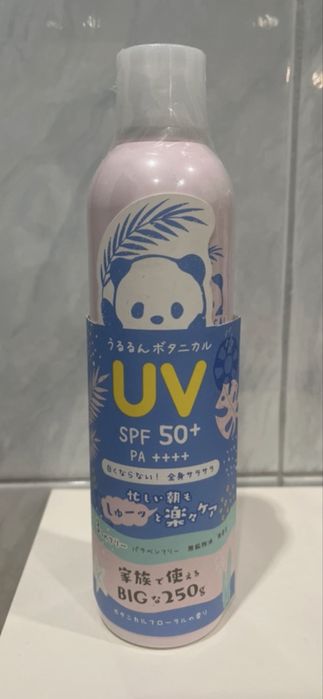 うるるんボタニカル
UV
SPF 50+
PA ++++
白くならない! 全身サラサラ
忙しい朝も
しゅーッと楽々ケア
パラベンフリー
家族で使える
BIGな250g
ボタニカルフローラルの香り